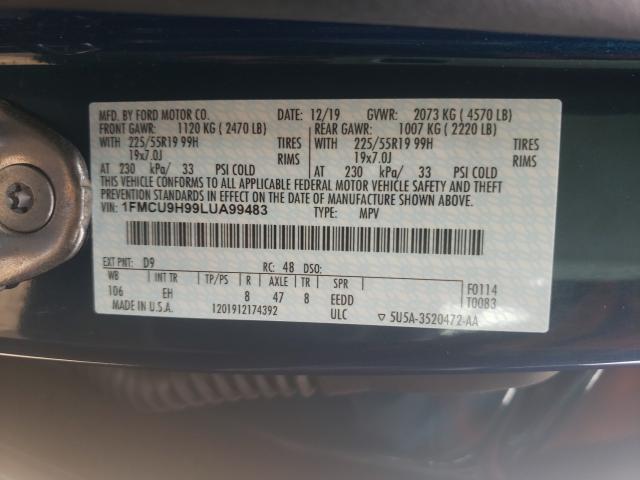 MFD. BY FORD MOTOR CO. DATE: 12/19 GVWR: 2073 KG ( 4570 LB)
FRONT GAWR: 1120 KG ( 2470 LB) REAR GAWR: 1007 KG ( 2220 LB)
WITH 225/55R19 99H TIRES WITH 225/55R19 99H TIRES
19x7.0J RIMS 19x7.0J RIMS
AT 230 kPa/ 33 PSI COLD AT 230 kPa/ 33 PSI COLD
THIS VEHICLE CONFORMS TO ALL APPLICABLE FEDERAL MOTOR VEHICLE SAFETY AND THEFT
PREVENTION STANDARDS IN EFFECT ON THE DATE OF MANUFACTURE SHOWN ABOVE.
VIN: 1FMCU9H99LUA99483 TYPE: MPV
EXT PNT: D9 RC: 48 DSO:
WB INT TR TP/PS R AXLE TR SPR F0114
106 EH 8 47 8 EEDD T0083
MADE IN U.S.A. 1201912174392 ULC ▽ 5U5A-3520472-AA